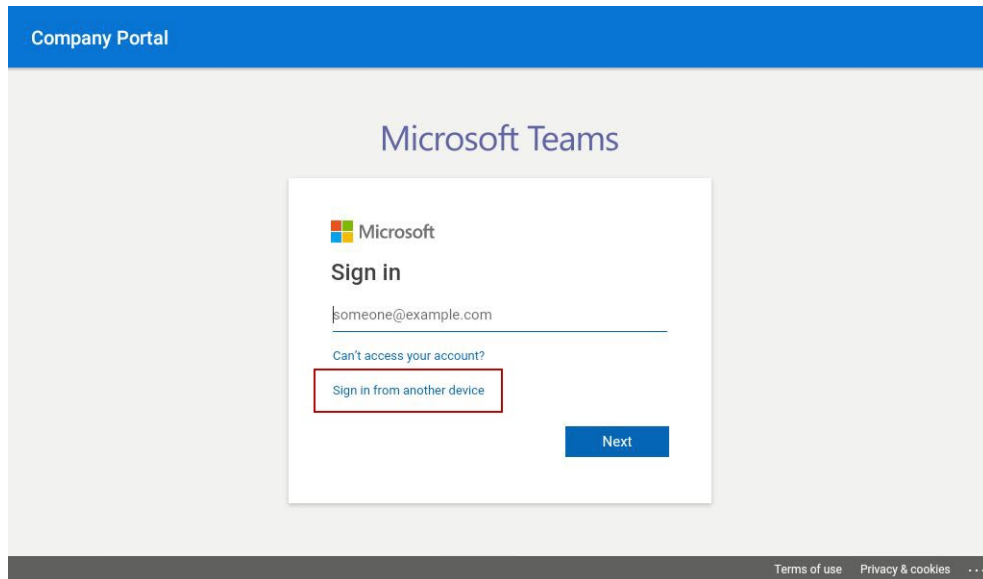 Company Portal
Microsoft Teams
Microsoft
Sign in
someone@example.com
Can't access your account?
Sign in from another device
Next
Terms of use Privacy & cookies ...